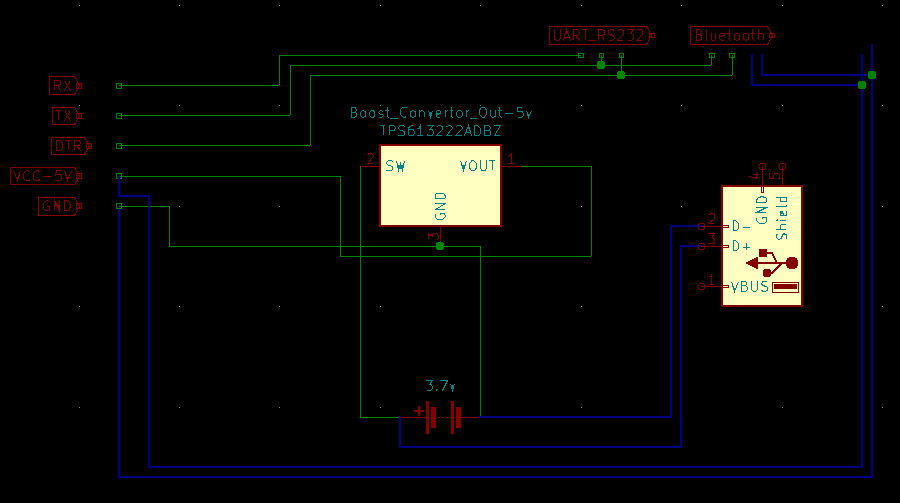 UART_RS232
Bluetooth
RX
TX
DTR
VCC-5V
GND
Boost_Convertor_Out-5v
TPS613222ADBZ
2
SW
VOUT
1
GND
3
4
5
GND
Shield
2
D-
3
D+
1
VBUS
3.7v
+